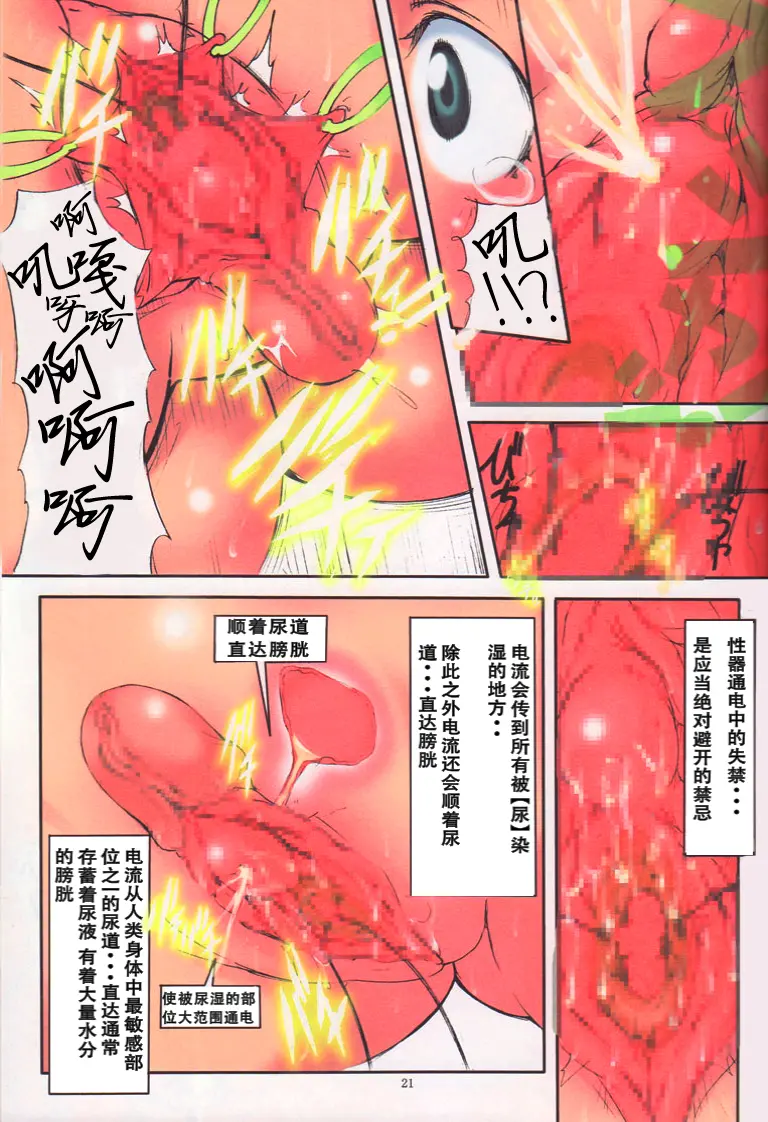 叽
!!?
啊
叽嘎
呀呵
啊
啊
呵
びちゃ
性器通电中的失禁・・・
是应当绝对避开的禁忌
电流会传到所有被【尿】染
湿的地方・・
除此之外电流还会顺着尿
道・・・直达膀胱
顺着尿道
直达膀胱
使被尿湿的部
位大范围通电
电流从人类身体中最敏感部
位之一的尿道・・・直达通常
存蓄着尿液 有着大量水分
的膀胱
21